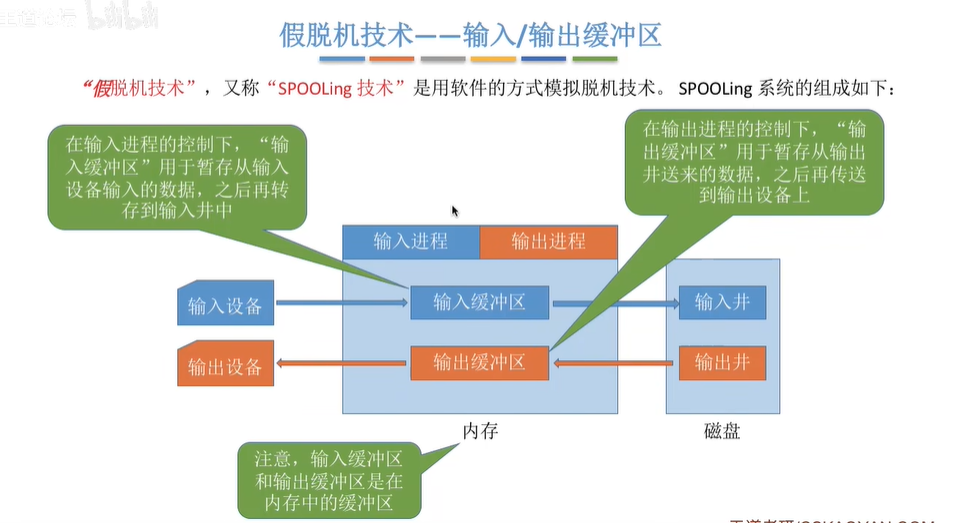 bilibili
假脱机技术——输入/输出缓冲区
“假脱机技术”，又称“SPOOLing 技术”是用软件的方式模拟脱机技术。 SPOOLing 系统的组成如下：
在输入进程的控制下，“输
入缓冲区”用于暂存从输入
设备输入的数据，之后再转
存到输入井中
在输出进程的控制下，“输
出缓冲区”用于暂存从输出
井送来的数据，之后再传送
到输出设备上
输入进程
输出进程
输入设备
输入缓冲区
输入井
输出设备
输出缓冲区
输出井
内存
磁盘
注意，输入缓冲区
和输出缓冲区是在
内存中的缓冲区